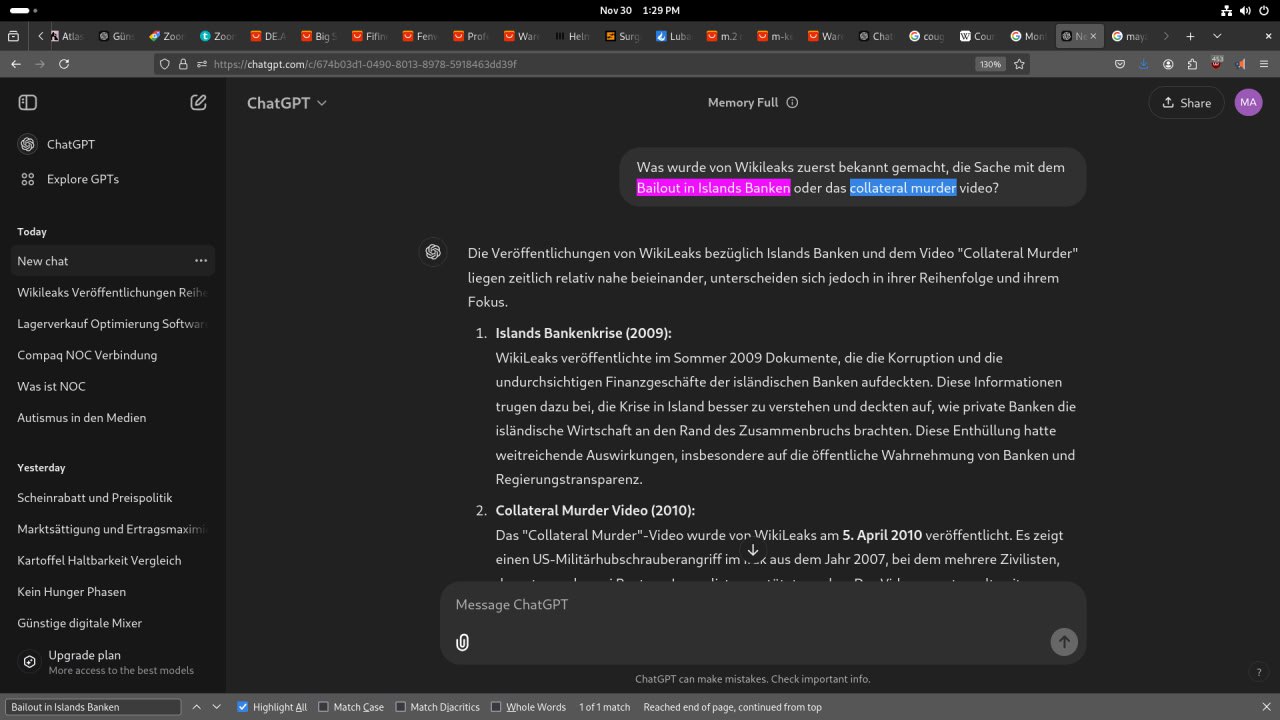 Nov 30 1:29 PM
Atlas Güns Zoor Zoor DE.A Big S Fifin Fenv Profe Ware Helm Surg Luba m.2 m-ke Ware Chat coug Cour Mont Ne maya
https://chatgpt.com/c/674b03d1-0490-8013-8978-5918463dd39f 130%
ChatGPT
Memory Full
Share
MA
ChatGPT
Explore GPTs
Today
New chat
Wikileaks Veröffentlichungen Reihe
Lagerverkauf Optimierung Softwar
Compaq NOC Verbindung
Was ist NOC
Autismus in den Medien
Yesterday
Scheinrabatt und Preispolitik
Marktsättigung und Ertragsmaximi
Kartoffel Haltbarkeit Vergleich
Kein Hunger Phasen
Günstige digitale Mixer
Upgrade plan
More access to the best models
Was wurde von Wikileaks zuerst bekannt gemacht, die Sache mit dem
Bailout in Islands Banken oder das collateral murder video?
Die Veröffentlichungen von WikiLeaks bezüglich Islands Banken und dem Video "Collateral Murder"
liegen zeitlich relativ nahe beieinander, unterscheiden sich jedoch in ihrer Reihenfolge und ihrem
Fokus.
1. Islands Bankenkrise (2009):
WikiLeaks veröffentlichte im Sommer 2009 Dokumente, die die Korruption und die
undurchsichtigen Finanzgeschäfte der isländischen Banken aufdeckten. Diese Informationen
trugen dazu bei, die Krise in Island besser zu verstehen und deckten auf, wie private Banken die
isländische Wirtschaft an den Rand des Zusammenbruchs brachten. Diese Enthüllung hatte
weitreichende Auswirkungen, insbesondere auf die öffentliche Wahrnehmung von Banken und
Regierungstransparenz.
2. Collateral Murder Video (2010):
Das "Collateral Murder"-Video wurde von WikiLeaks am 5. April 2010 veröffentlicht. Es zeigt
einen US-Militärhubschrauberangriff im Irak aus dem Jahr 2007, bei dem mehrere Zivilisten,
Message ChatGPT
ChatGPT can make mistakes. Check important info.
?
Bailout in Islands Banken Highlight All Match Case Match Diacritics Whole Words 1 of 1 match Reached end of page, continued from top